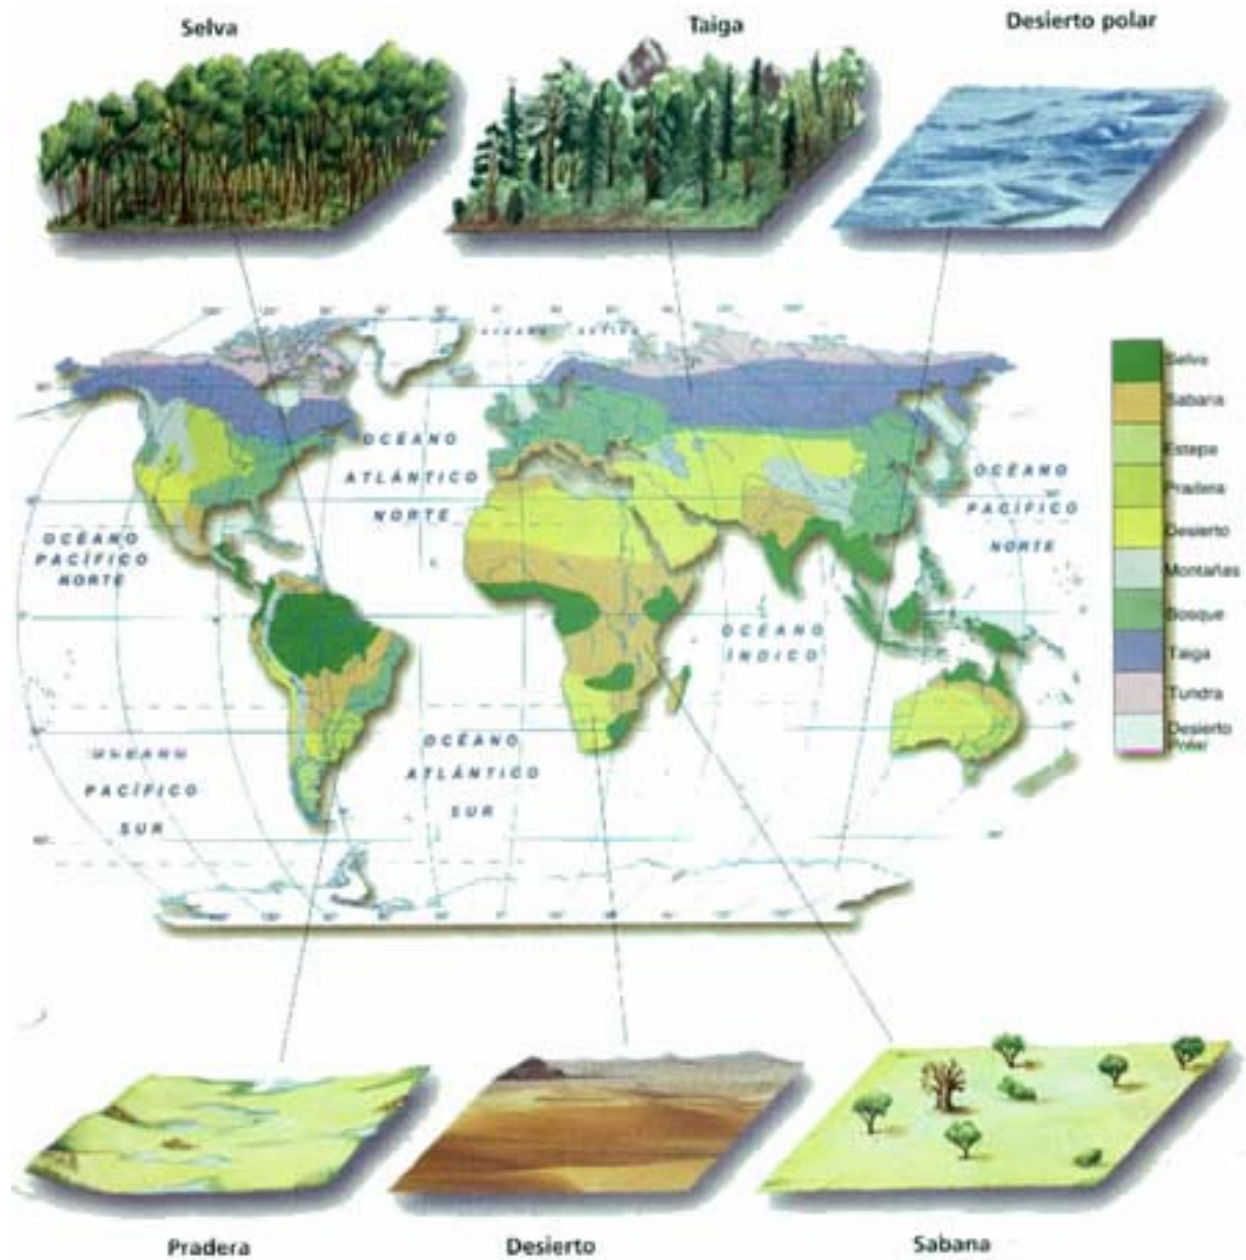 Selva
Taiga
Desierto polar
OCÉANO
ATLÁNTICO
NORTE
OCÉANO
PACÍFICO
NORTE
OCÉANO
PACÍFICO
NORTE
OCÉANO
ÍNDICO
OCÉANO
ATLÁNTICO
SUR
OCÉANO
PACÍFICO
SUR
Selva
Sabana
Estepa
Pradera
Desierto
Montañas
Bosque
Taiga
Tundra
Desierto
Polar
Pradera
Desierto
Sabana